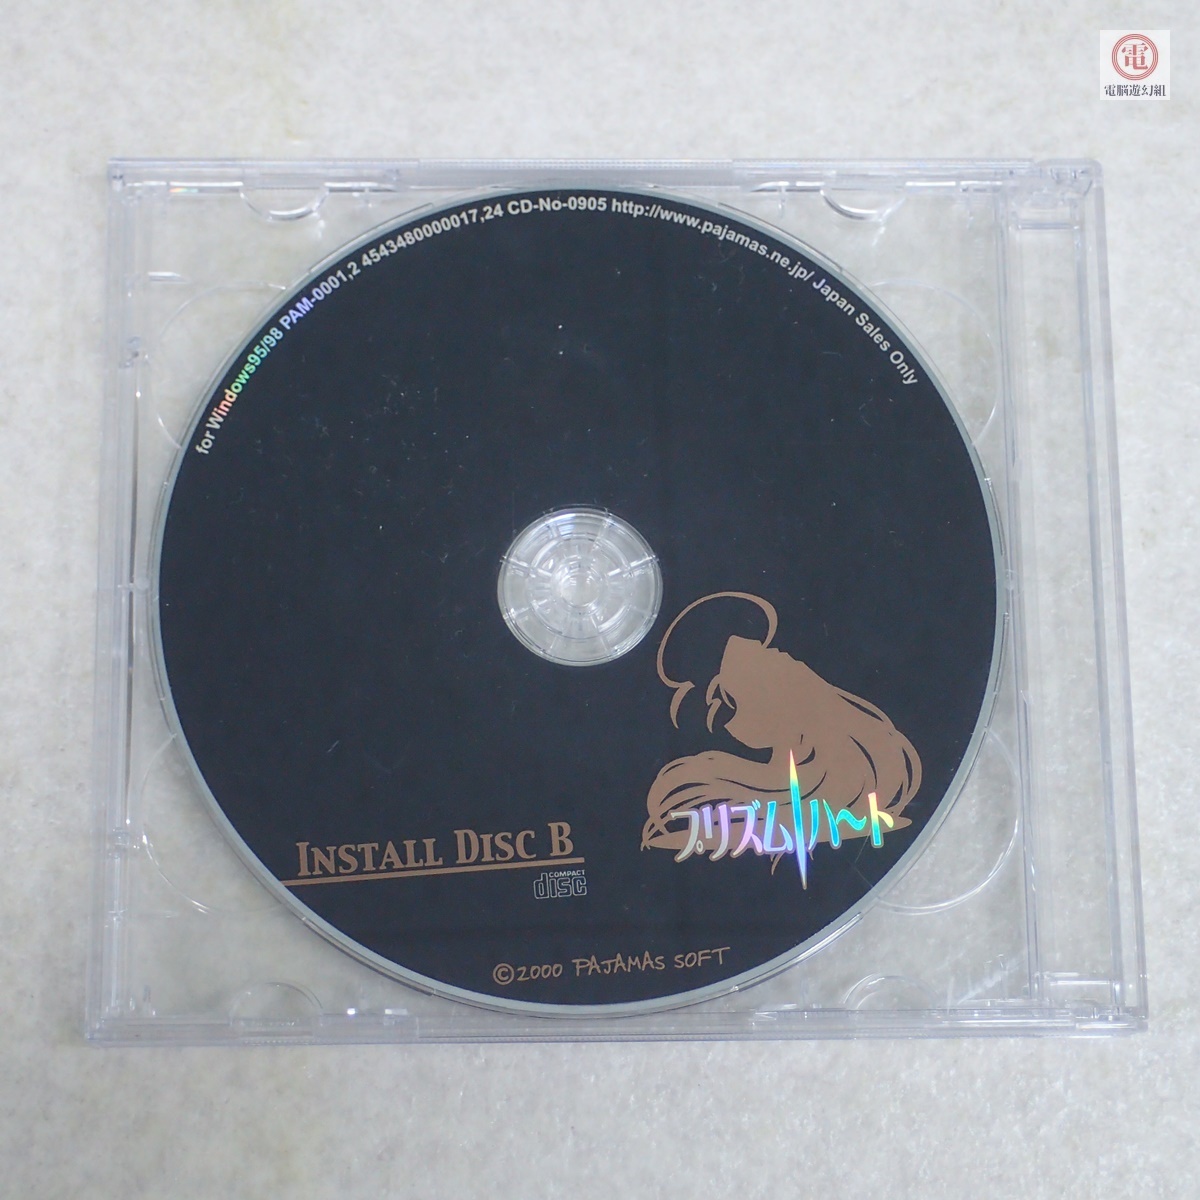 電
電脳遊幻組
for Windows95/98 PAM-0001,2 4543480000017,24 CD-No-0905 http://www.pajamas.ne.jp/ Japan Sales Only
プリズムハート
INSTALL DISC B
COMPACT
disc
©2000 PAJAMAS SOFT